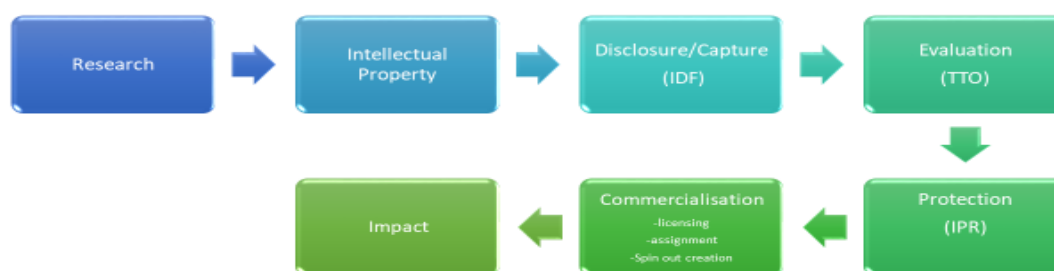 Research
Intellectual
Property
Disclosure/Capture
(IDF)
Evaluation
(TTO)
Protection
(IPR)
Commercialisation
-licensing
-assignment
-Spin out creation
Impact